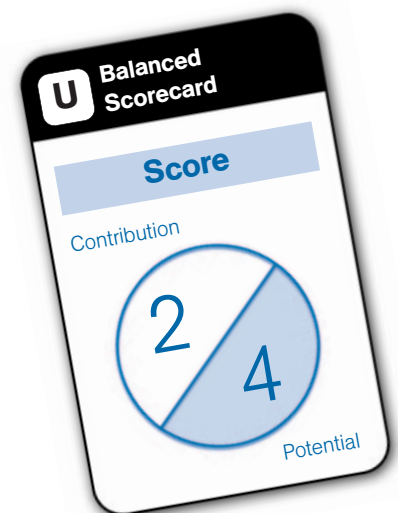 U
Balanced
Scorecard
Score
Contribution
2
4
Potential